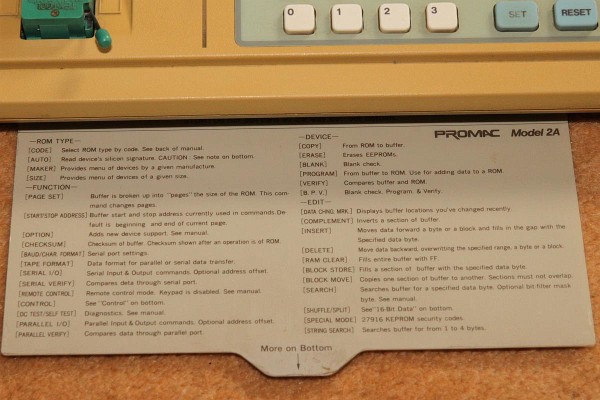 0
1
2
3
SET
RESET
PROMAC Model 2A
—ROM TYPE—
[CODE] Select ROM type by code. See back of manual
[AUTO] Read device's silicon signature. CAUTION: See note on bottom.
[MAKER] Provides menu of devices by a given manufacture.
[SIZE] Provides menu of devices of a given size.
—FUNCTION—
[PAGE SET] Buffer is broken up into "pages" the size of the ROM. This com-
mand changes pages.
[START/STOP ADDRESS] Buffer start and stop address currently used in commands. De-
fault is beginning and end of current page.
[OPTION] Adds new device support. See manual.
[CHECKSUM] Checksum of buffer. Checksum shown after an operation is of ROM.
[BAUD/CHAR. FORMAT] Serial port settings.
[TAPE FORMAT] Data format for parallel or serial data transfer.
[SERIAL I/O] Serial Input & Output commands. Optional address offset.
[SERIAL VERIFY] Compares data through serial port.
[REMOTE CONTROL] Remote control mode. Keypad is disabled. See manual.
[CONTROL] See "Control" on bottom.
[DC TEST/SELF TEST] Diagnostics. See manual.
[PARALLEL I/O] Parallel Input & Output commands. Optional address offset.
[PARALLEL VERIFY] Compares data through parallel port.
—DEVICE—
[COPY] From ROM to buffer.
[ERASE] Erases EEPROMs.
[BLANK] Blank check.
[PROGRAM] From buffer to ROM. Use for adding data to a ROM.
[VERIFY] Compares buffer and ROM.
[B. P. V.] Blank check. Program. & Verify.
—EDIT—
[DATA CHNG. MRK.] Displays buffer locations you've changed recently.
[COMPLEMENT] Inverts a section of buffer.
[INSERT] Moves data forward a byte or a block and fills in the gap with the
Specified data byte.
[DELETE] Move data backward, overwritting the specified range, a byte or a block.
[RAM CLEAR] Fills entire buffer with FF.
[BLOCK STORE] Fills a section of buffer with the specified data byte.
[BLOCK MOVE] Copies one section of buffer to another. Sections must not overlap.
[SEARCH] Searches buffer for a specified data byte. Optional bit-filter mask
byte. See manual.
[SHUFFLE/SPLIT] See "16-Bit Data" on bottom.
[SPECIAL MODE] 27916 KEPROM security codes.
[STRING SEARCH] Searches buffer for from 1 to 4 bytes.
More on Bottom